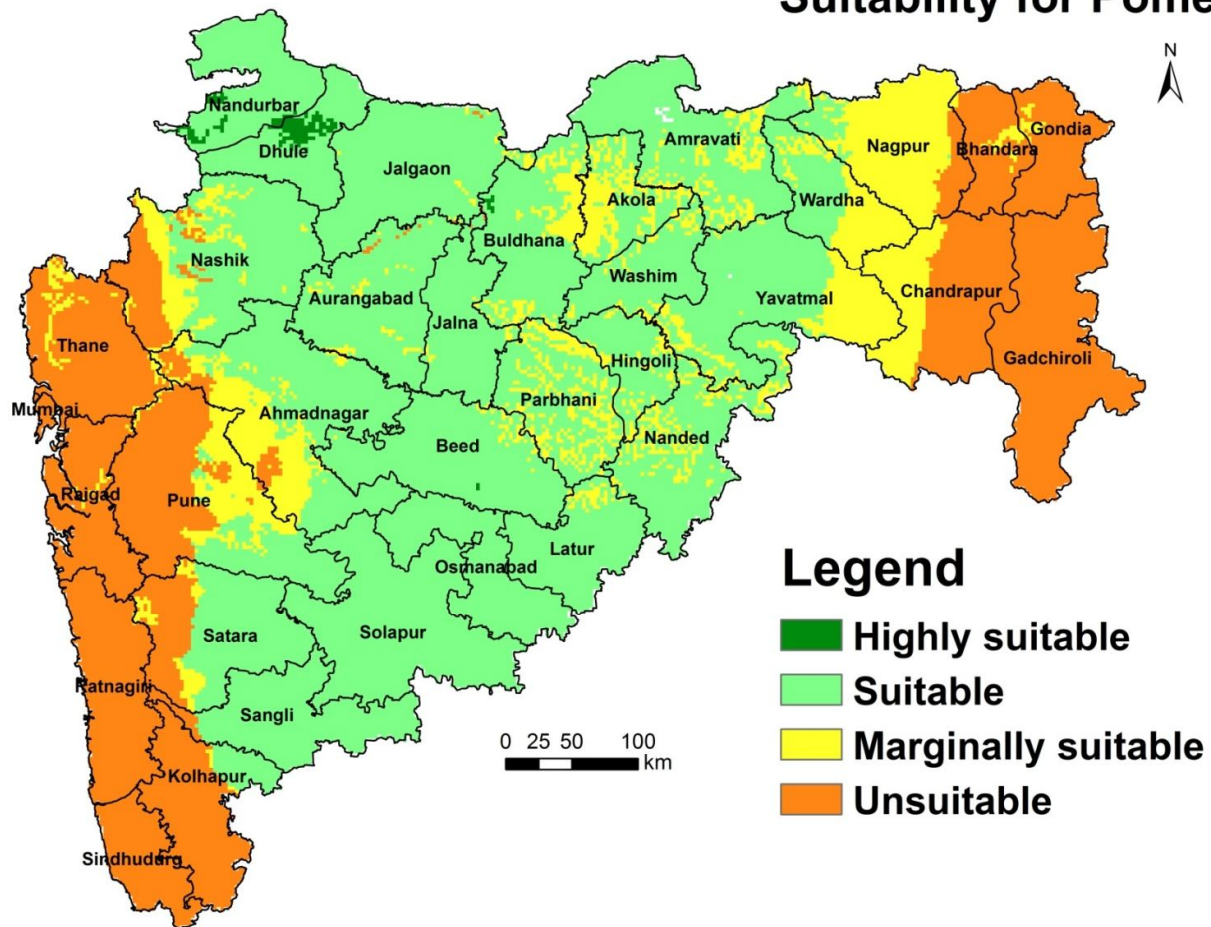 Suitability for Pome
N
Nandurbar
Dhule
Jalgaon
Amravati
Nagpur
Bhandara
Gondia
Akola
Wardha
Buldhana
Nashik
Washim
Aurangabad
Jalna
Yavatmal
Chandrapur
Thane
Hingoli
Gadchiroli
Mumbai
Ahmadnagar
Parbhani
Beed
Nanded
Raigad
Pune
Latur
Osmanabad
Satara
Solapur
Ratnagiri
Sangli
Kolhapur
Sindhudurg
0 25 50 100
km
Legend
Highly suitable
Suitable
Marginally suitable
Unsuitable